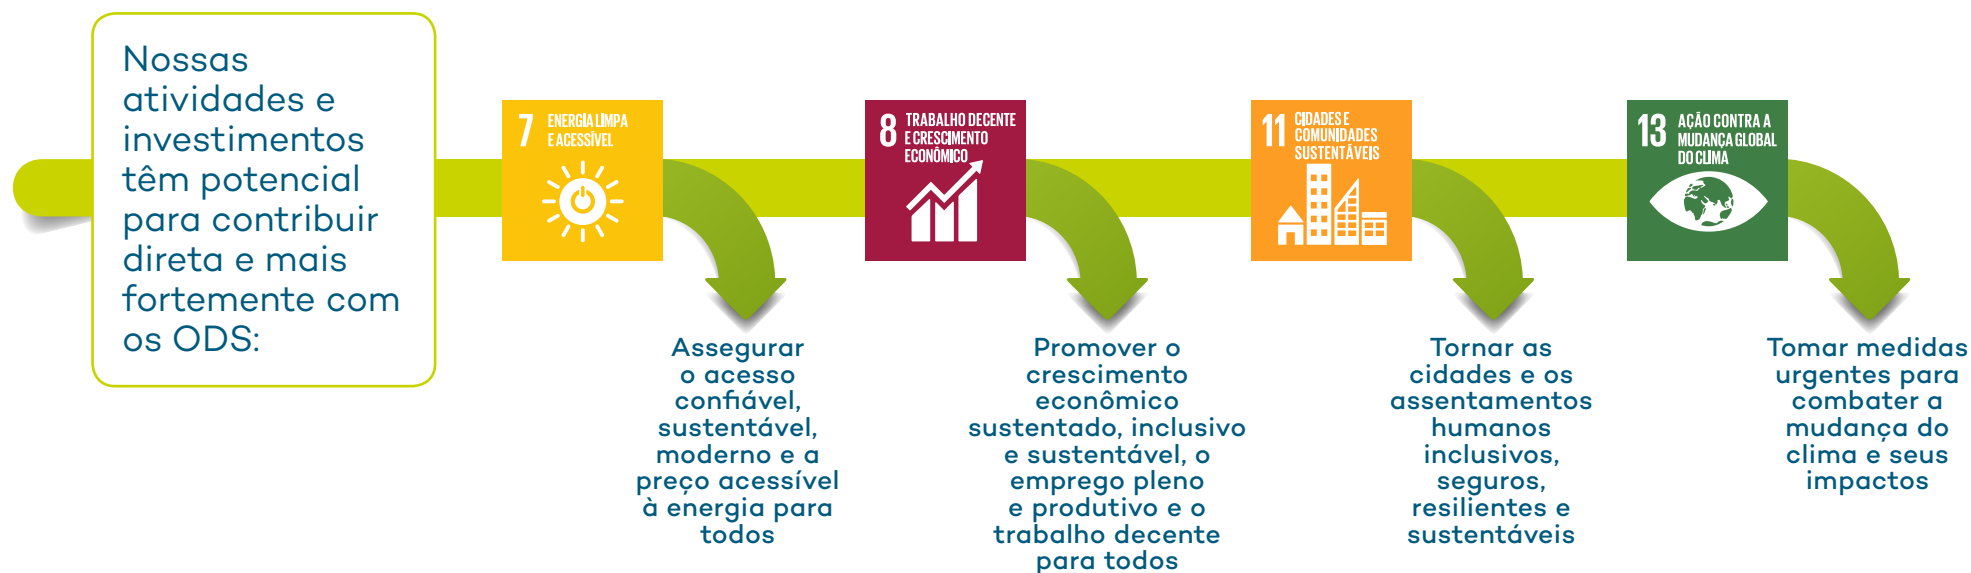 Nossas
atividades e
investimentos
têm potencial
para contribuir
direta e mais
fortemente com
os ODS:
7 ENERGIA LIMPA
E ACESSÍVEL
Assegurar
o acesso
confiável,
sustentável,
moderno e a
preço acessível
à energia para
todos
8 TRABALHO DECENTE
E CRESCIMENTO
ECONÔMICO
Promover o
crescimento
econômico
sustentado, inclusivo
e sustentável, o
emprego pleno
e produtivo e o
trabalho decente
para todos
11 CIDADES E
COMUNIDADES
SUSTENTÁVEIS
Tornar as
cidades e os
assentamentos
humanos
inclusivos,
seguros,
resilientes e
sustentáveis
13 AÇÃO CONTRA A
MUDANÇA GLOBAL
DO CLIMA
Tomar medidas
urgentes para
combater a
mudança do
clima e seus
impactos